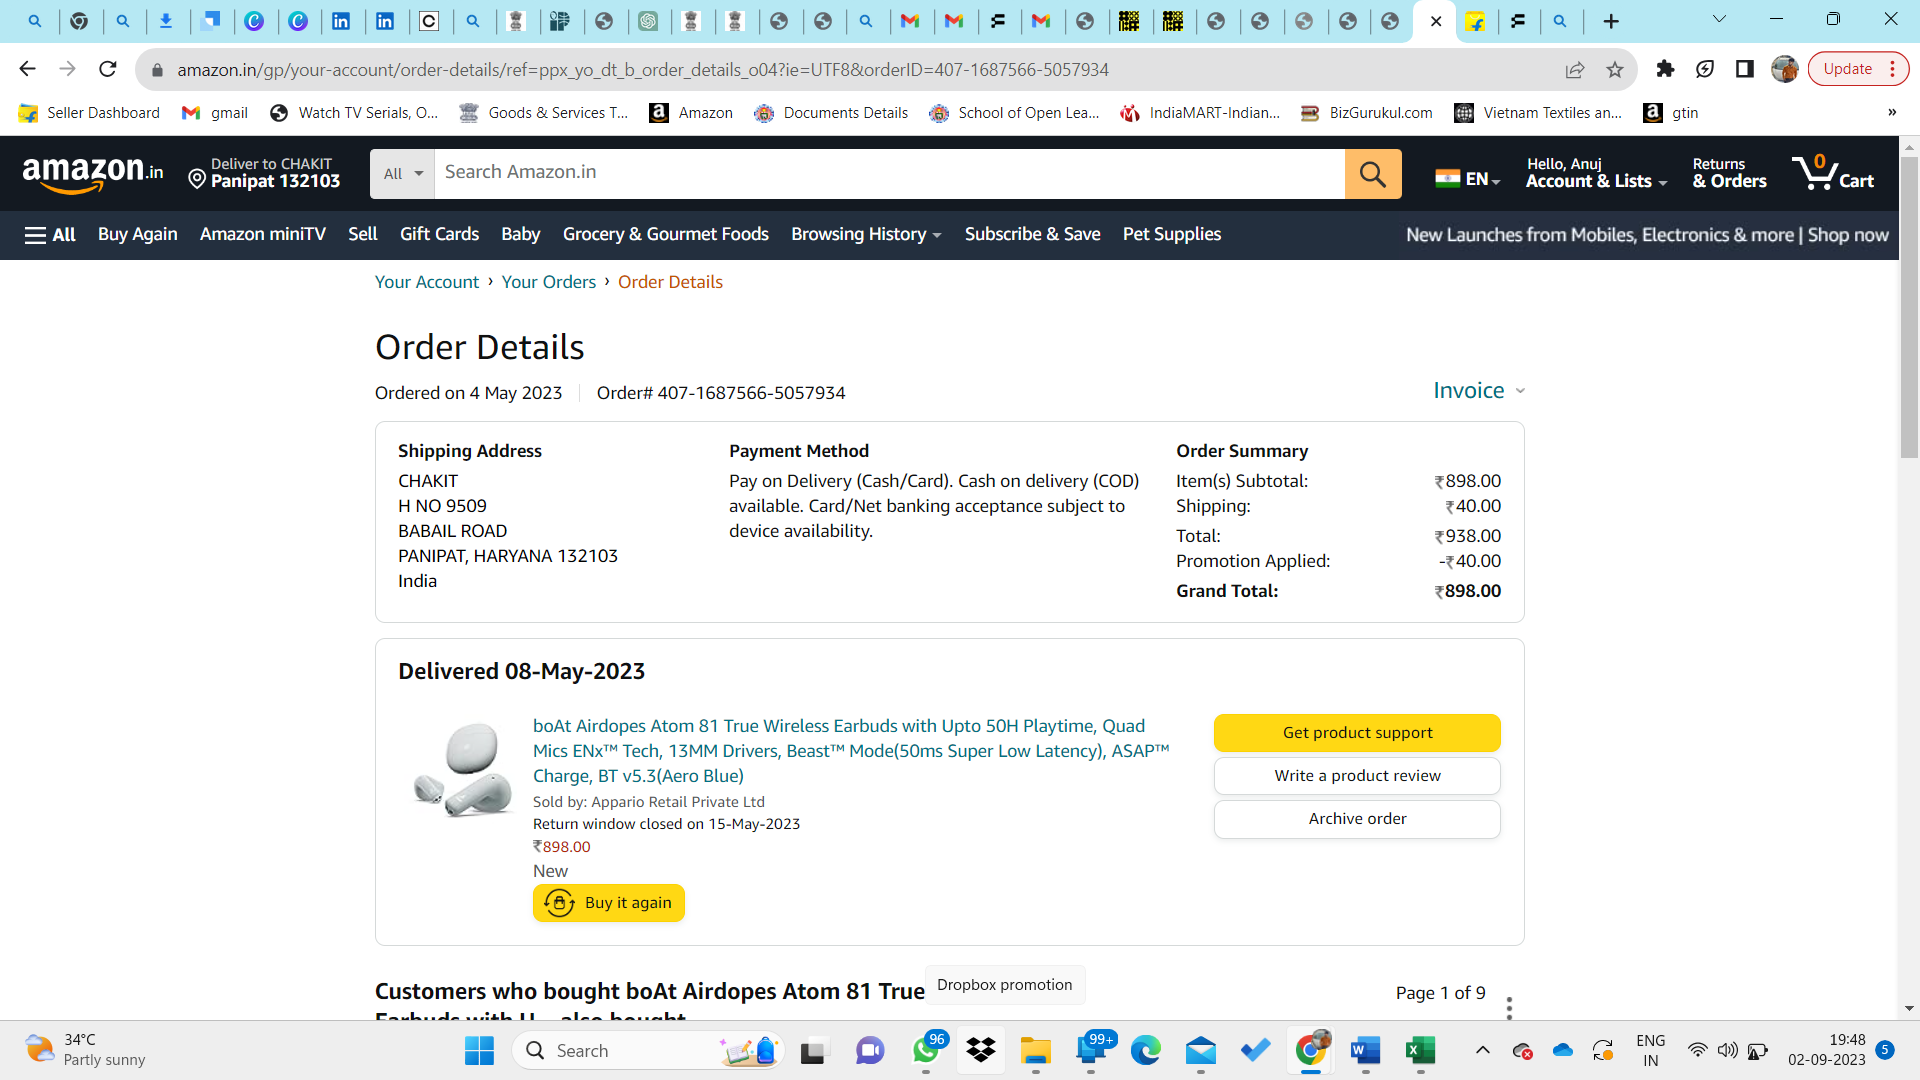 amazon.in/gp/your-account/order-details/ref=ppx_yo_dt_b_order_details_o04?ie=UTF8&orderID=407-1687566-5057934
Update
Seller Dashboard
gmail
Watch TV Serials, O...
Goods & Services T...
Amazon
Documents Details
School of Open Lea...
IndiaMART-Indian...
BizGurukul.com
Vietnam Textiles an...
gtin
»
amazon.in
Deliver to CHAKIT
Panipat 132103
All
Search Amazon.in
EN
Hello, Anuj
Account & Lists
Returns
& Orders
0
Cart
All
Buy Again
Amazon miniTV
Sell
Gift Cards
Baby
Grocery & Gourmet Foods
Browsing History
Subscribe & Save
Pet Supplies
New Launches from Mobiles, Electronics & more | Shop now
Your Account › Your Orders › Order Details
Order Details
Ordered on 4 May 2023
Order# 407-1687566-5057934
Invoice
Shipping Address
CHAKIT
H NO 9509
BABAIL ROAD
PANIPAT, HARYANA 132103
India
Payment Method
Pay on Delivery (Cash/Card). Cash on delivery (COD)
available. Card/Net banking acceptance subject to
device availability.
Order Summary
Item(s) Subtotal: ₹898.00
Shipping: ₹40.00
Total: ₹938.00
Promotion Applied: -₹40.00
Grand Total: ₹898.00
Delivered 08-May-2023
boAt Airdopes Atom 81 True Wireless Earbuds with Upto 50H Playtime, Quad
Mics ENx™ Tech, 13MM Drivers, Beast™ Mode(50ms Super Low Latency), ASAP™
Charge, BT v5.3(Aero Blue)
Sold by: Appario Retail Private Ltd
Return window closed on 15-May-2023
₹898.00
New
Buy it again
Get product support
Write a product review
Archive order
Customers who bought boAt Airdopes Atom 81 True
Earbuds with U... also bought
Dropbox promotion
Page 1 of 9
34°C
Partly sunny
Search
96
99+
ENG
IN
19:48
02-09-2023
5